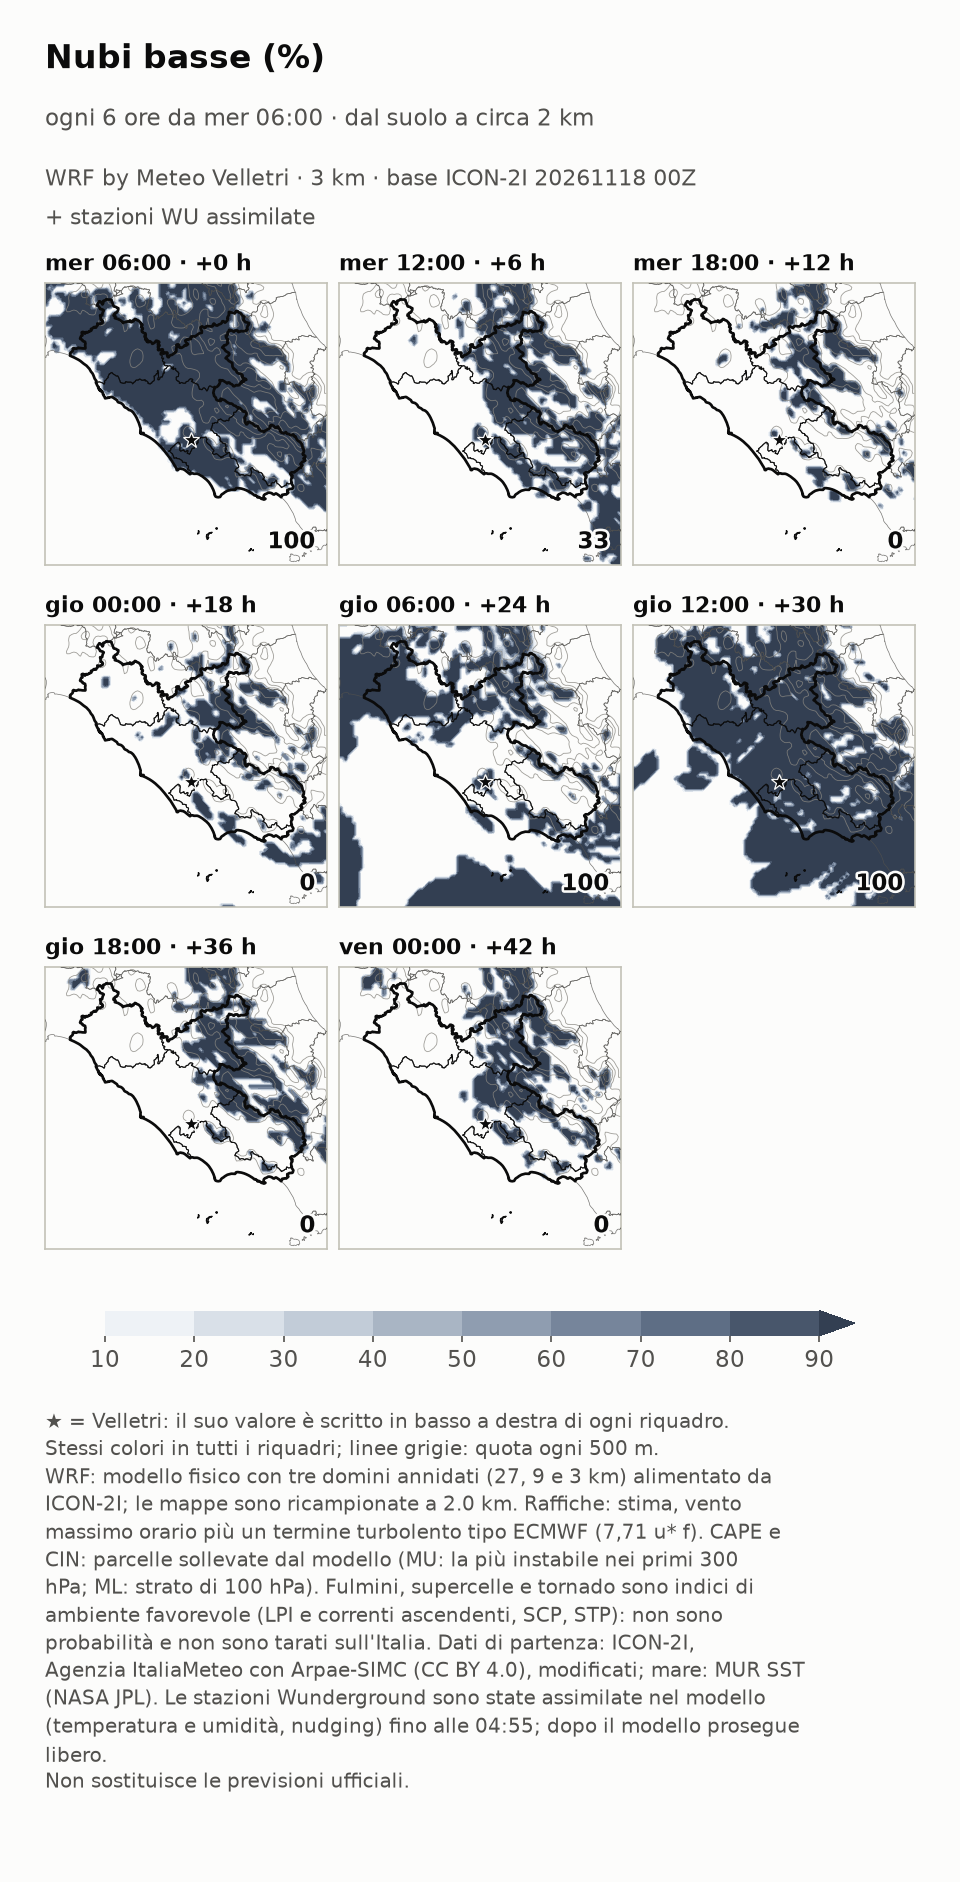 Nubi basse (%)
ogni 6 ore da mer 06:00 · dal suolo a circa 2 km
WRF by Meteo Velletri · 3 km · base ICON-2I 20261118 00Z
+ stazioni WU assimilate
mer 06:00 · +0 h
mer 12:00 · +6 h
mer 18:00 · +12 h
100
33
0
gio 00:00 · +18 h
gio 06:00 · +24 h
gio 12:00 · +30 h
0
100
100
gio 18:00 · +36 h
ven 00:00 · +42 h
0
0
10 20 30 40 50 60 70 80 90
★ = Velletri: il suo valore è scritto in basso a destra di ogni riquadro.
Stessi colori in tutti i riquadri; linee grigie: quota ogni 500 m.
WRF: modello fisico con tre domini annidati (27, 9 e 3 km) alimentato da
ICON-2I; le mappe sono ricampionate a 2.0 km. Raffiche: stima, vento
massimo orario più un termine turbolento tipo ECMWF (7,71 u* f). CAPE e
CIN: parcelle sollevate dal modello (MU: la più instabile nei primi 300
hPa; ML: strato di 100 hPa). Fulmini, supercelle e tornado sono indici di
ambiente favorevole (LPI e correnti ascendenti, SCP, STP): non sono
probabilità e non sono tarati sull'Italia. Dati di partenza: ICON-2I,
Agenzia ItaliaMeteo con Arpae-SIMC (CC BY 4.0), modificati; mare: MUR SST
(NASA JPL). Le stazioni Wunderground sono state assimilate nel modello
(temperatura e umidità, nudging) fino alle 04:55; dopo il modello prosegue
libero.
Non sostituisce le previsioni ufficiali.